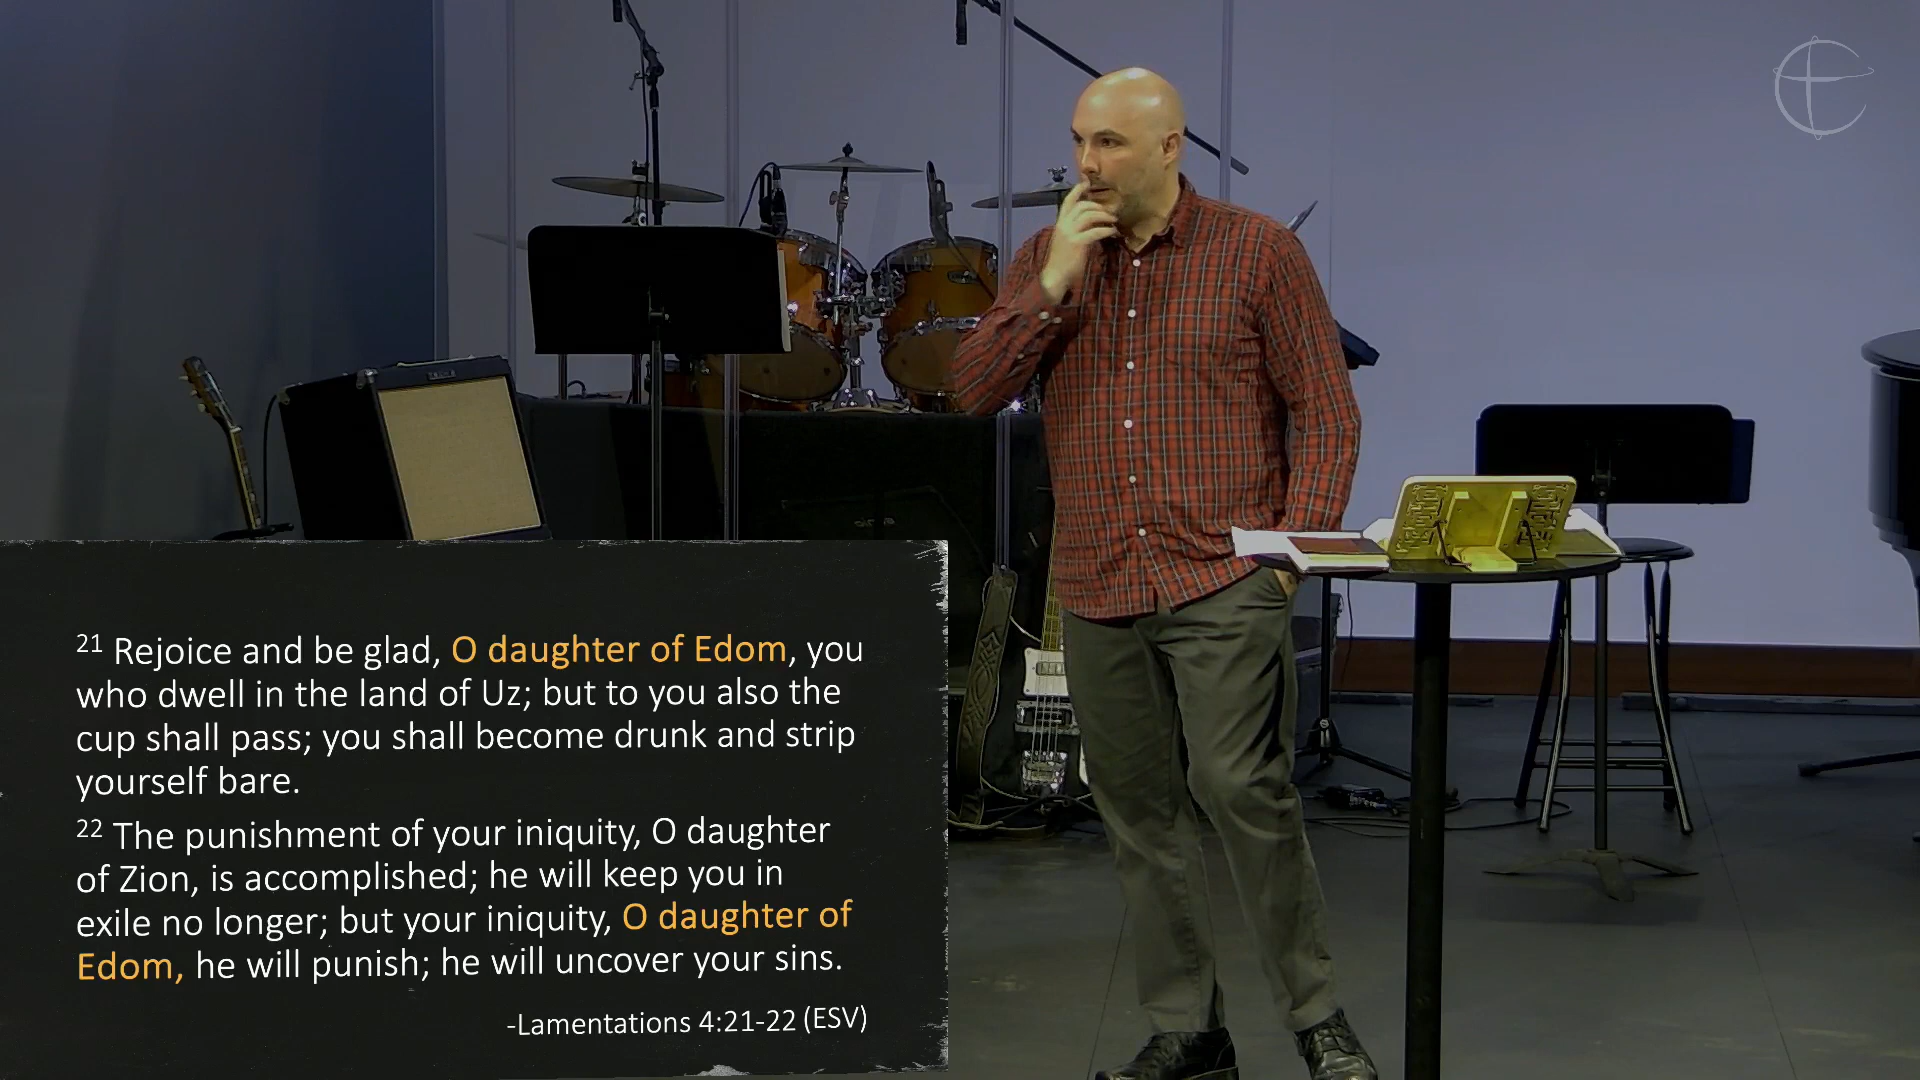 21 Rejoice and be glad, O daughter of Edom, you
who dwell in the land of Uz; but to you also the
cup shall pass; you shall become drunk and strip
yourself bare.
22 The punishment of your iniquity, O daughter
of Zion, is accomplished; he will keep you in
exile no longer; but your iniquity, O daughter of
Edom, he will punish; he will uncover your sins.
-Lamentations 4:21-22 (ESV)